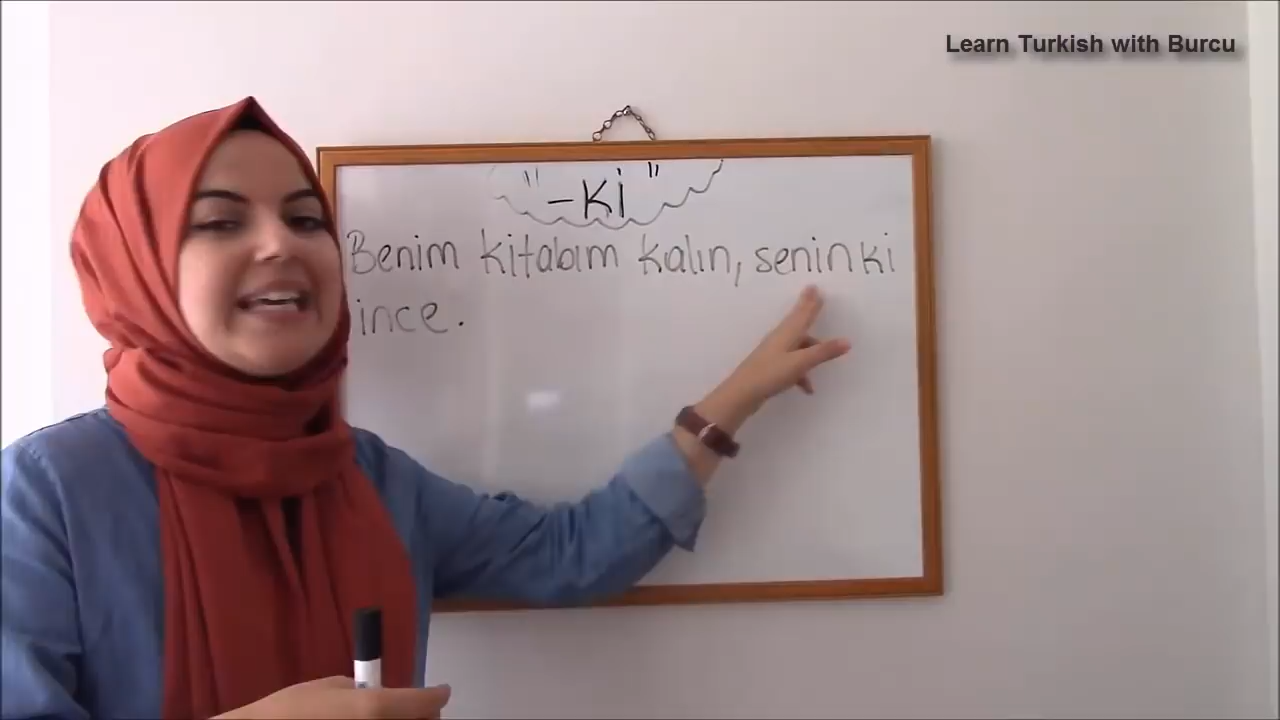 Learn Turkish with Burcu
"-ki"
Benim kitabım kalın, seninki
ince.